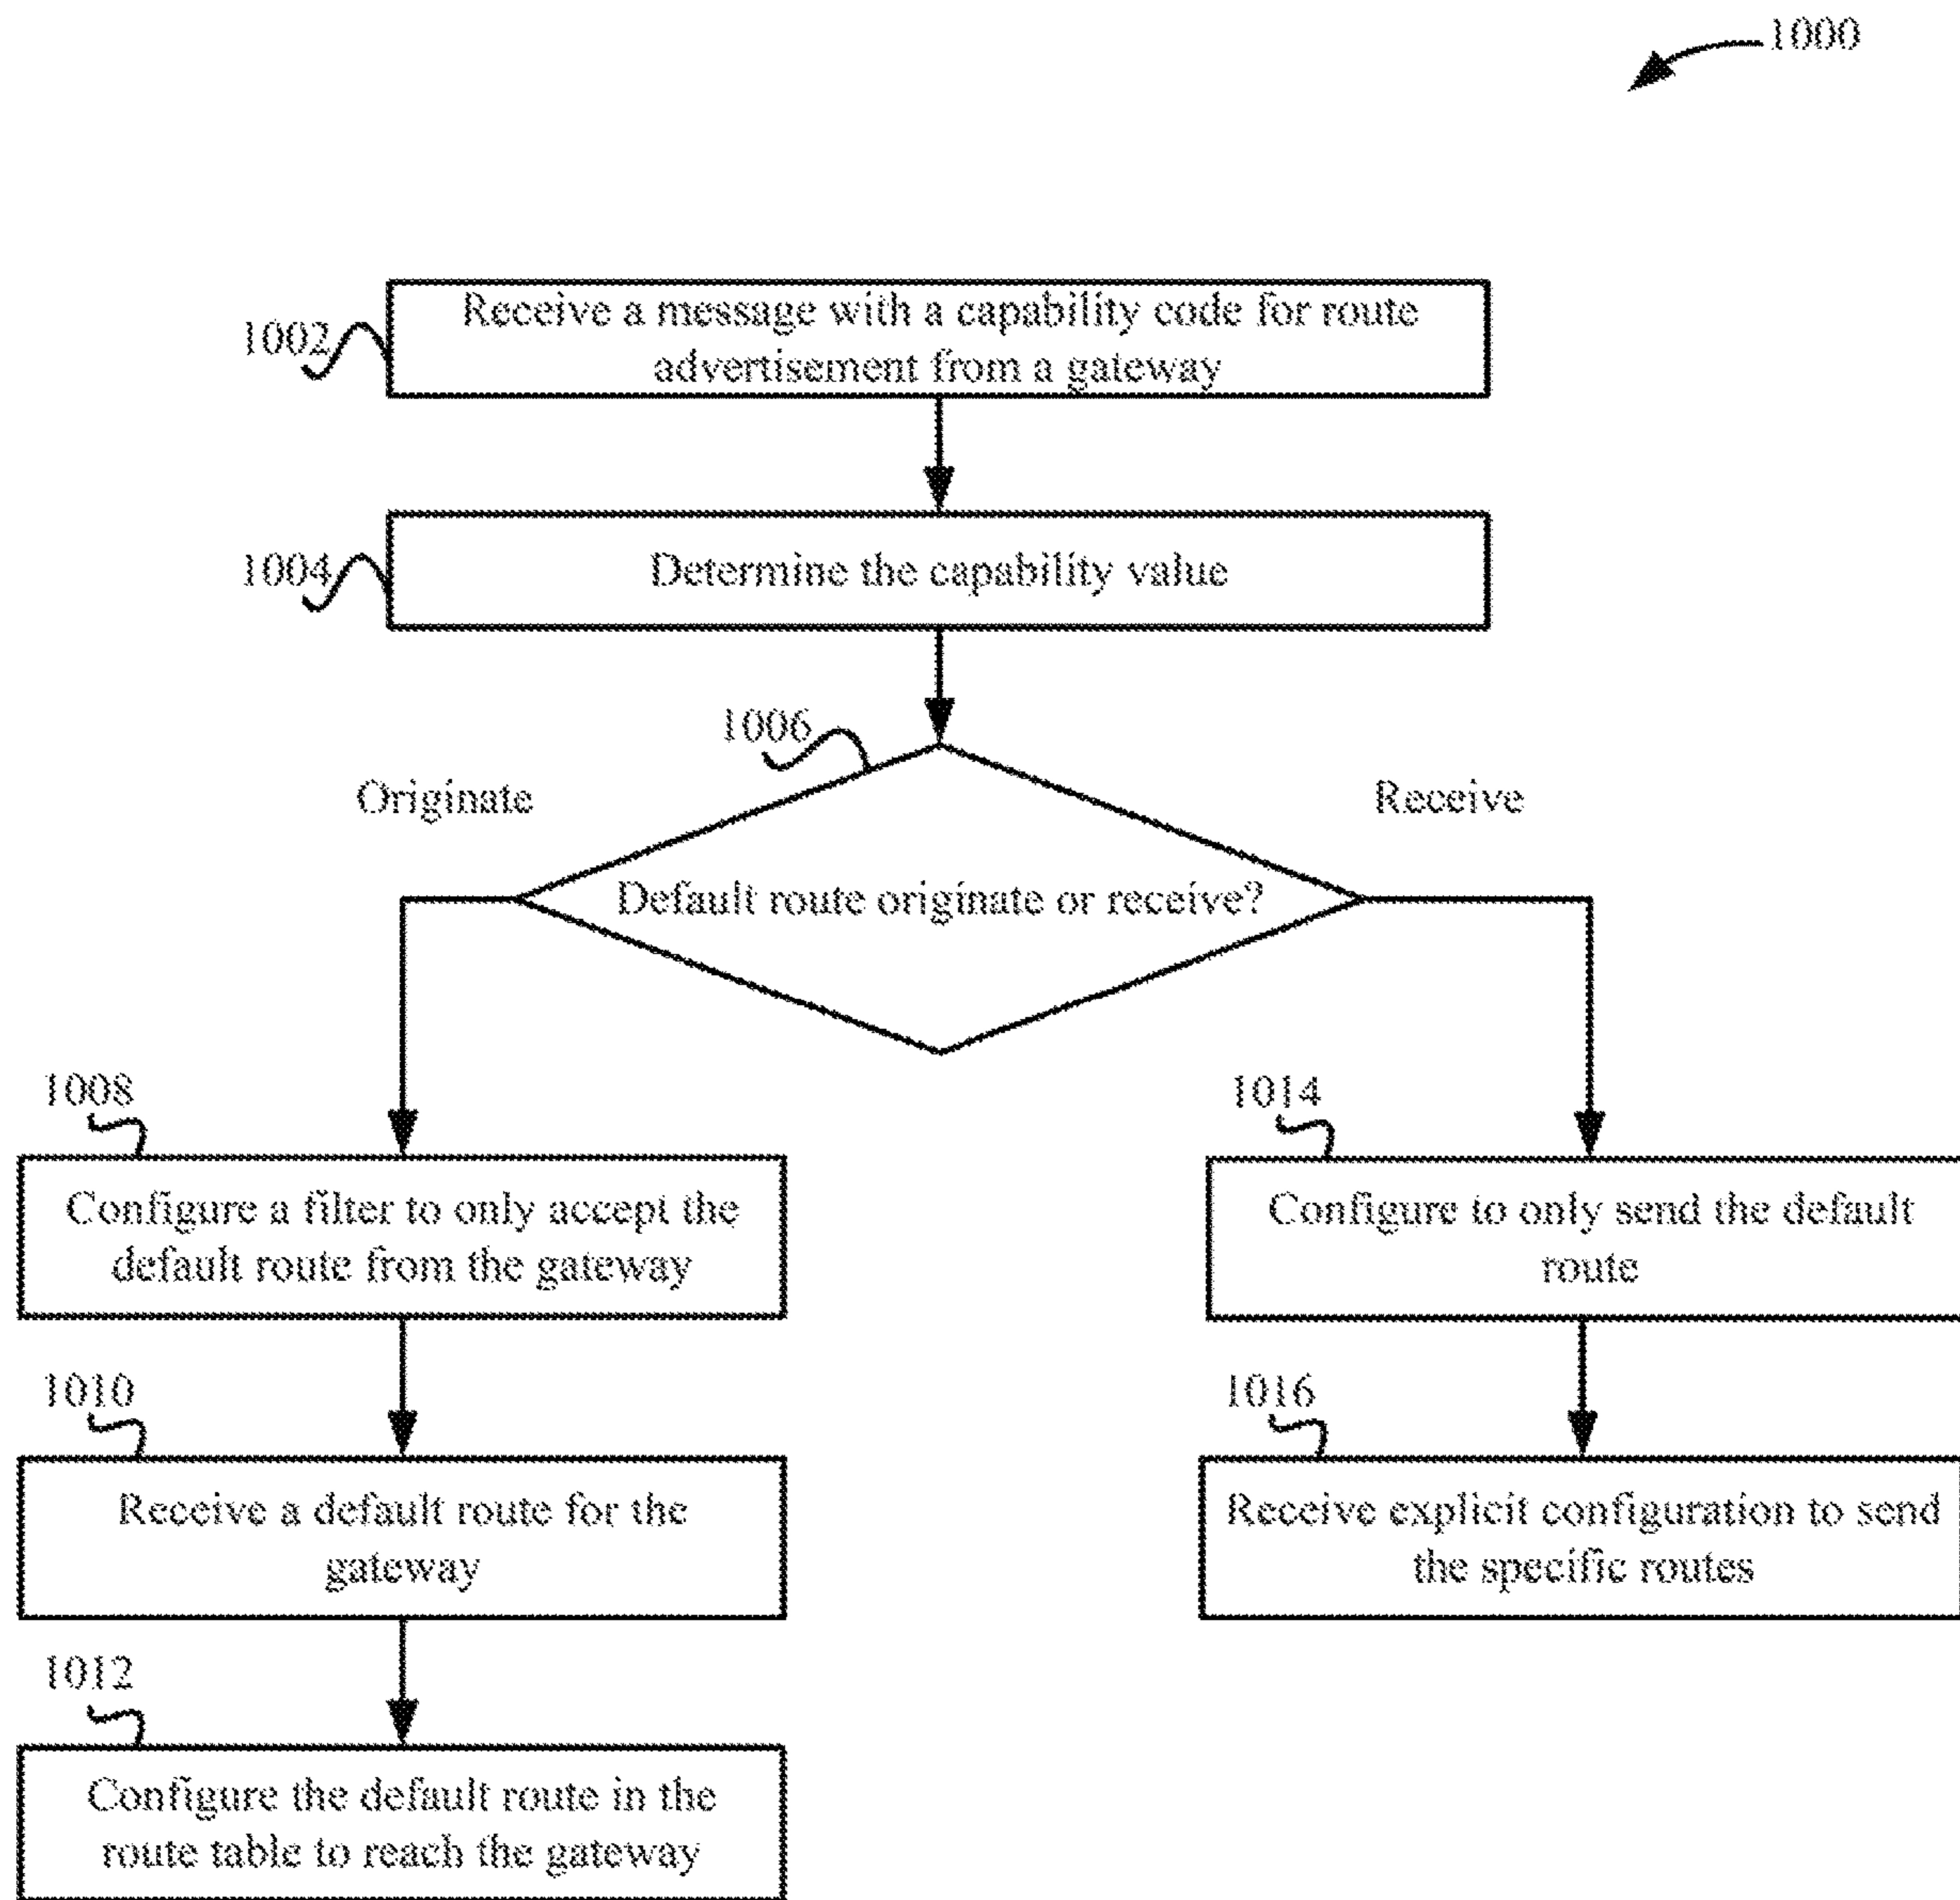 1000
1002
Receive a message with a capability code for route
advertisement from a gateway
1004
Determine the capability value
1006
Originate
Receive
Default route originate or receive?
1008
Configure a filter to only accept the
default route from the gateway
1014
Configure to only send the default
route
1010
Receive a default route for the
gateway
1016
Receive explicit configuration to send
the specific routes
1012
Configure the default route in the
route table to reach the gateway